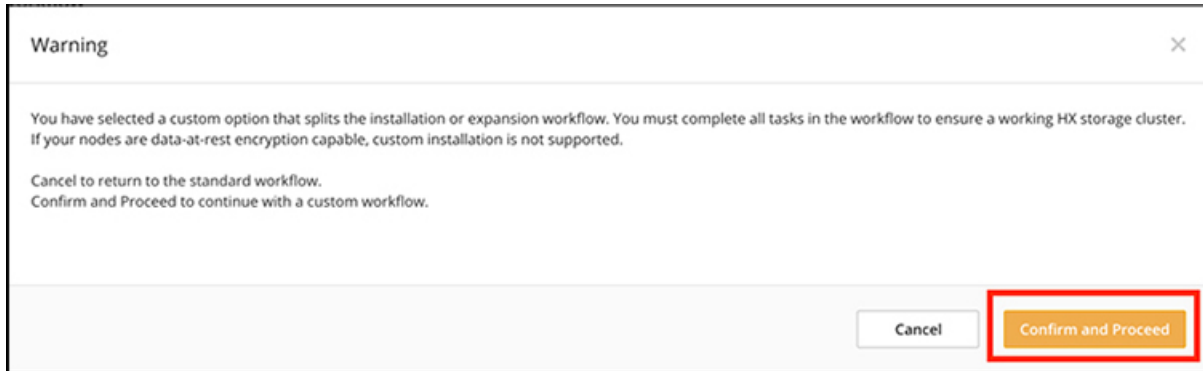 Warning
You have selected a custom option that splits the installation or expansion workflow. You must complete all tasks in the workflow to ensure a working HX storage cluster.
If your nodes are data-at-rest encryption capable, custom installation is not supported.
Cancel to return to the standard workflow.
Confirm and Proceed to continue with a custom workflow.
Cancel
Confirm and Proceed